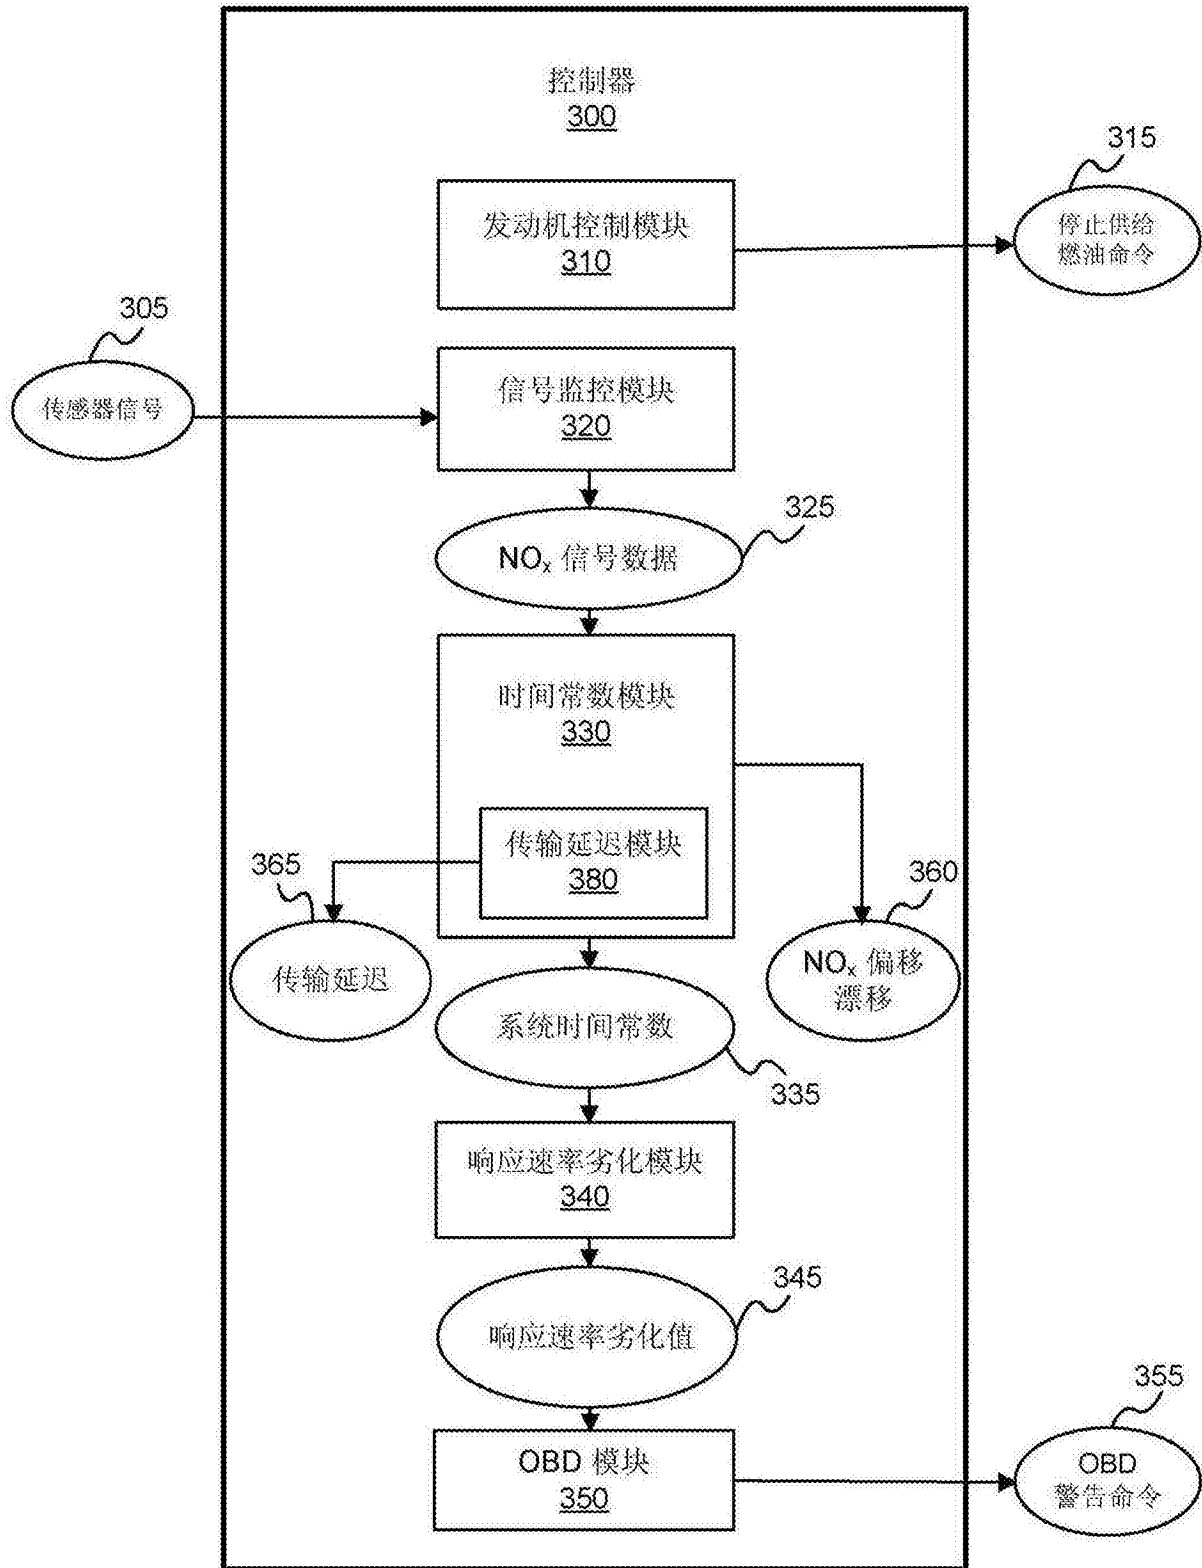 控制器
300
315
发动机控制模块
310
停止供给
燃油命令
305
传感器信号
信号监控模块
320
325
NOₓ 信号数据
时间常数模块
330
传输延迟模块
380
365
传输延迟
360
NOₓ 偏移
漂移
系统时间常数
335
响应速率劣化模块
340
345
响应速率劣化值
OBD 模块
350
355
OBD
警告命令